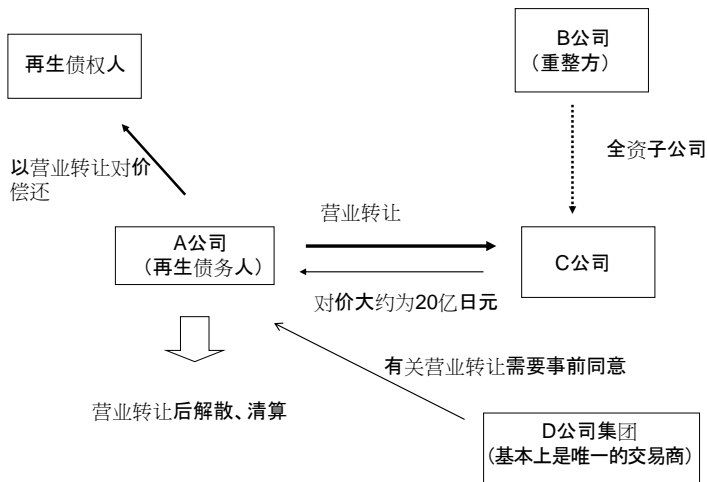 B公司
（重整方）
再生债权人
全资子公司
以营业转让对价
偿还
营业转让
A公司
（再生债务人）
C公司
对价大约为20亿日元
有关营业转让需要事前同意
营业转让后解散、清算
D公司集团
（基本上是唯一的交易商）